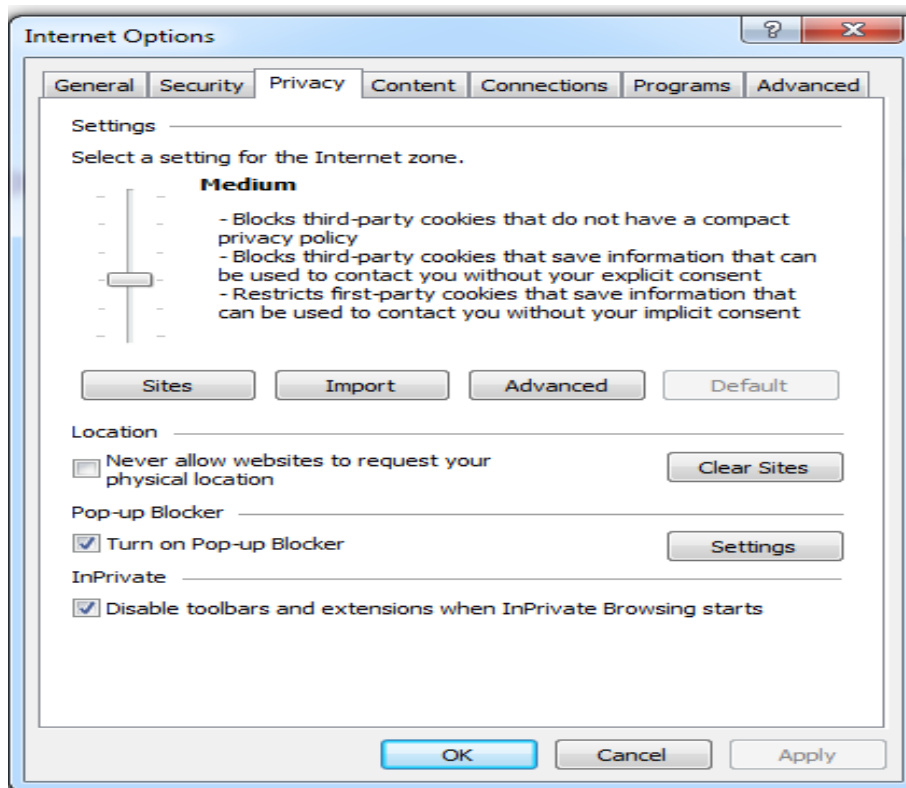 Internet Options
?
General Security Privacy Content Connections Programs Advanced
Settings
Select a setting for the Internet zone.
Medium
- Blocks third-party cookies that do not have a compact
privacy policy
- Blocks third-party cookies that save information that can
be used to contact you without your explicit consent
- Restricts first-party cookies that save information that
can be used to contact you without your implicit consent
Sites Import Advanced Default
Location
Never allow websites to request your
physical location
Clear Sites
Pop-up Blocker
Turn on Pop-up Blocker
Settings
InPrivate
Disable toolbars and extensions when InPrivate Browsing starts
OK Cancel Apply